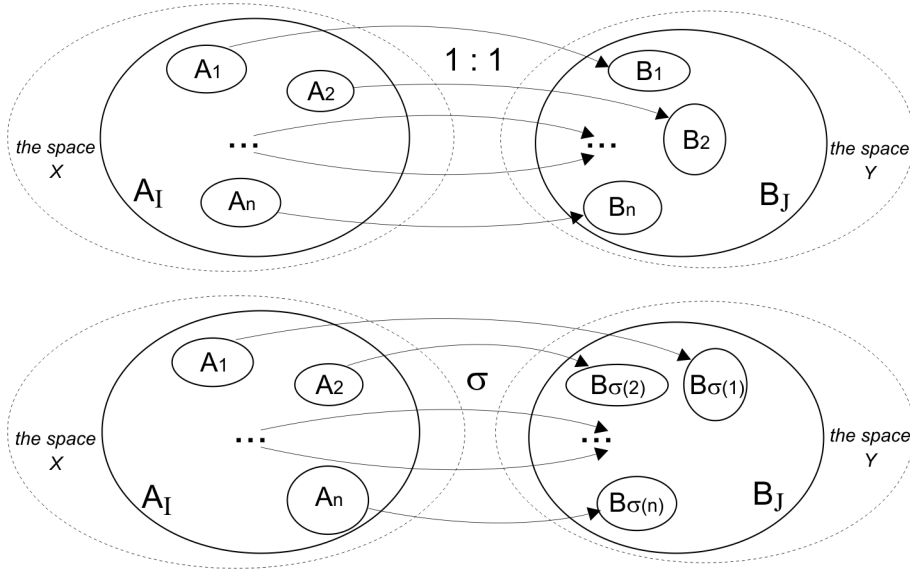 A1
1 : 1
B1
A2
B2
the space
X
...
...
the space
Y
AI
An
Bn
BJ
A1
A2
σ
Bσ(2)
Bσ(1)
the space
X
...
...
the space
Y
AI
An
Bσ(n)
BJ